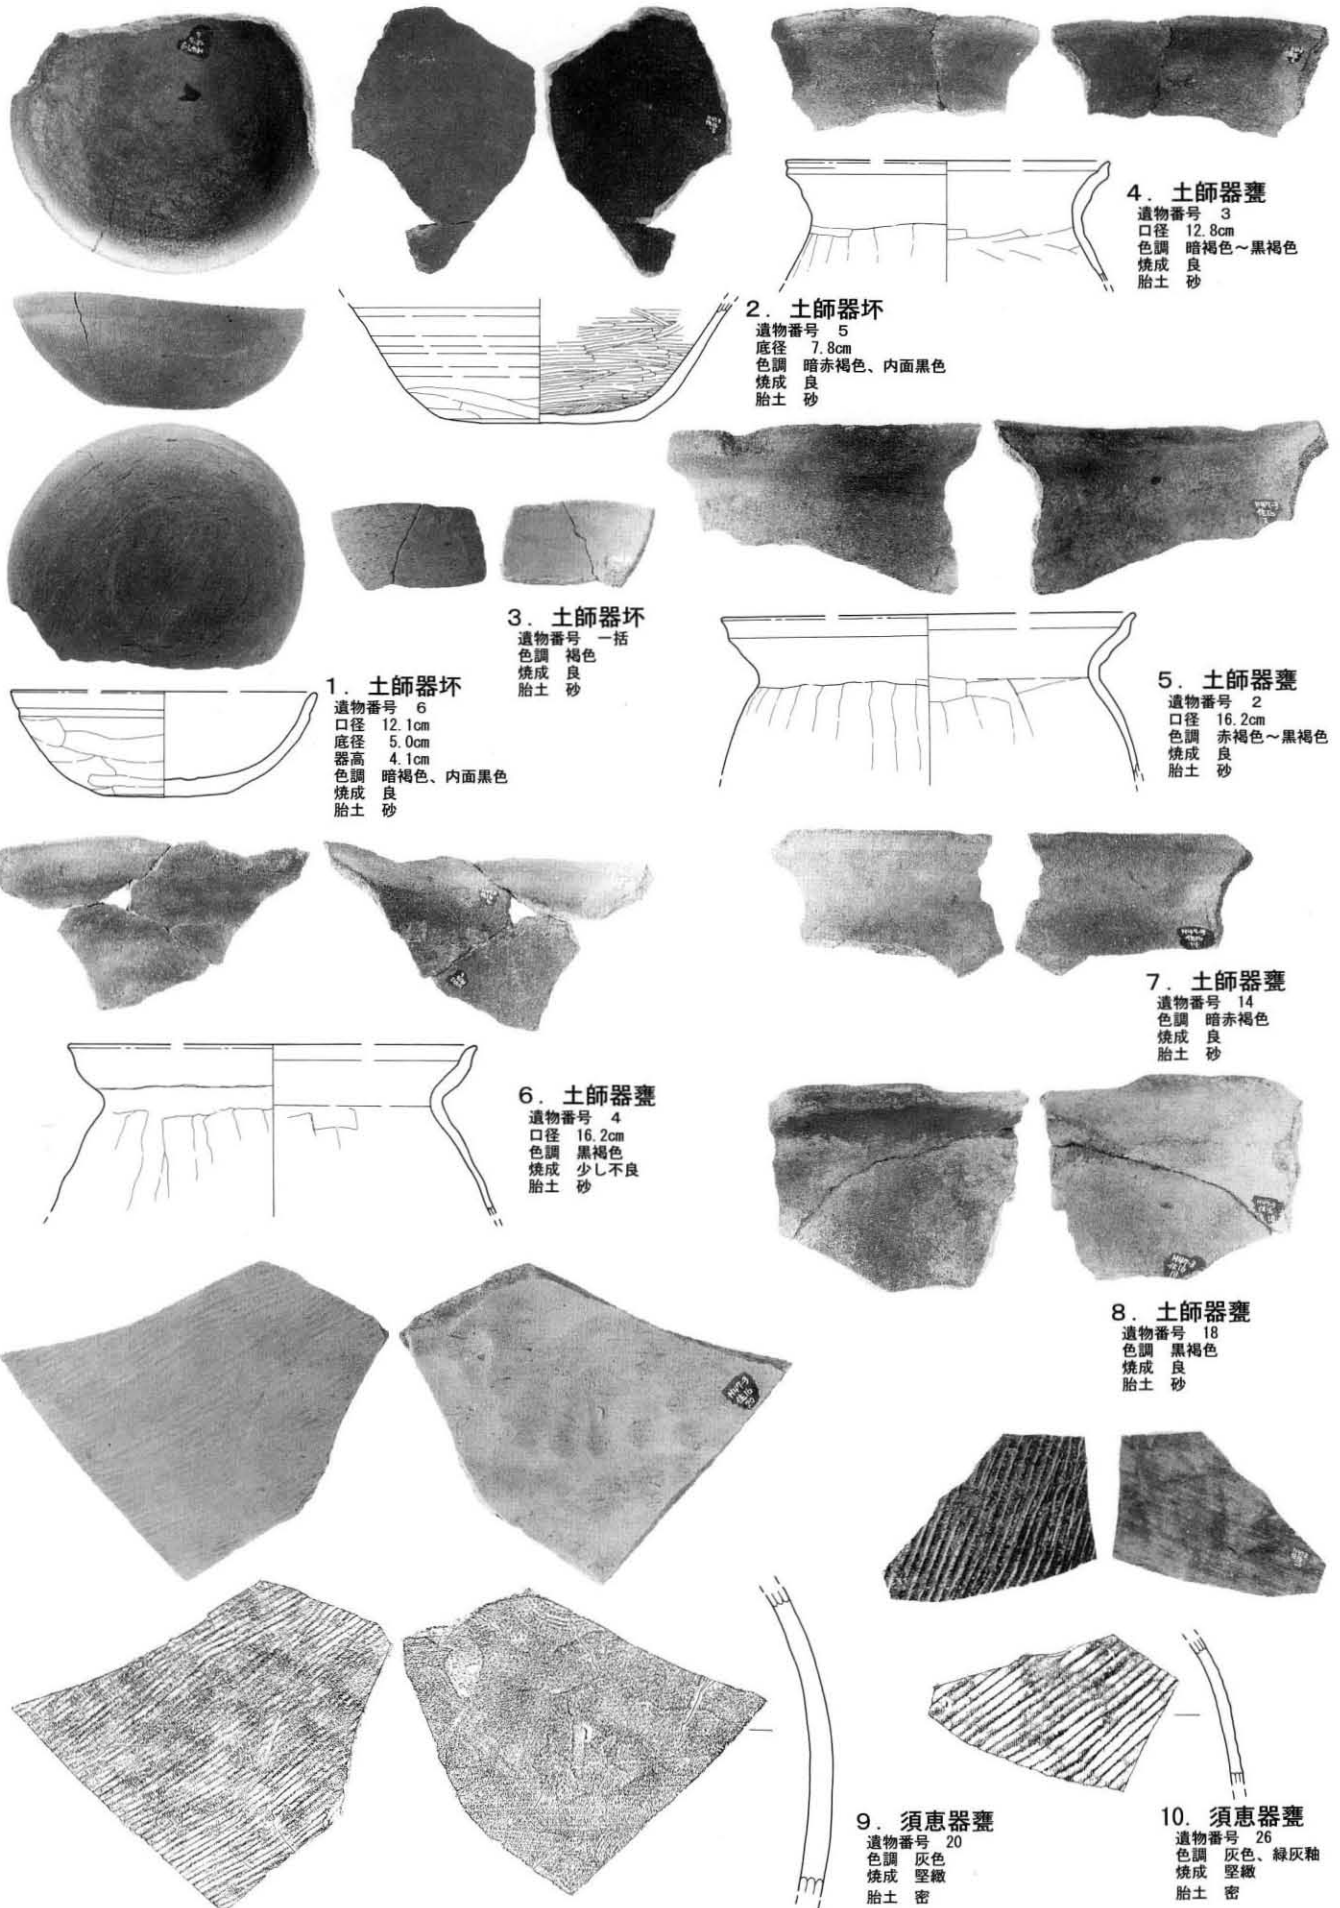 4. 土師器甕
遺物番号 3
口径 12.8cm
色調 暗褐色～黒褐色
焼成 良
胎土 砂
2. 土師器坏
遺物番号 5
底径 7.8cm
色調 暗赤褐色、内面黒色
焼成 良
胎土 砂
3. 土師器坏
遺物番号 一括
色調 褐色
焼成 良
胎土 砂
1. 土師器坏
遺物番号 6
口径 12.1cm
底径 5.0cm
器高 4.1cm
色調 暗褐色、内面黒色
焼成 良
胎土 砂
5. 土師器甕
遺物番号 2
口径 16.2cm
色調 赤褐色～黒褐色
焼成 良
胎土 砂
7. 土師器甕
遺物番号 14
色調 暗赤褐色
焼成 良
胎土 砂
6. 土師器甕
遺物番号 4
口径 16.2cm
色調 黒褐色
焼成 少し不良
胎土 砂
8. 土師器甕
遺物番号 18
色調 黒褐色
焼成 良
胎土 砂
9. 須恵器甕
遺物番号 20
色調 灰色
焼成 堅緻
胎土 密
10. 須恵器甕
遺物番号 26
色調 灰色、緑灰釉
焼成 堅緻
胎土 密